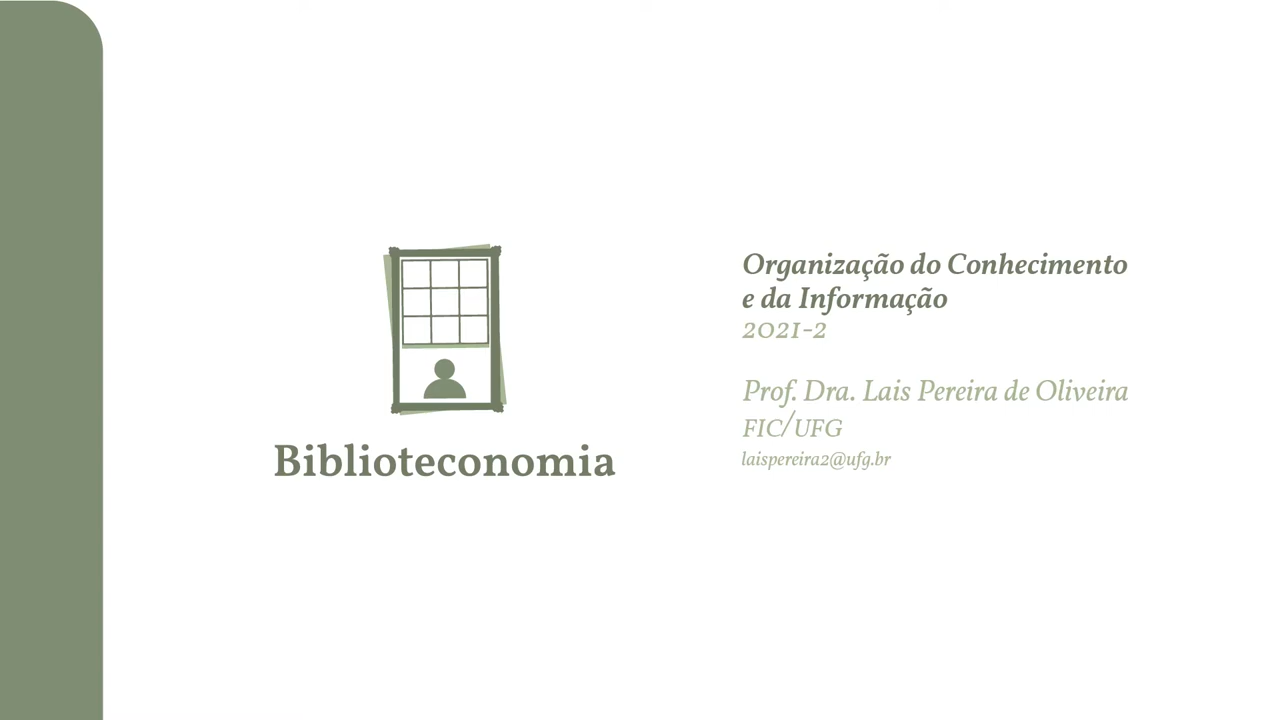 Biblioteconomia
Organização do Conhecimento
e da Informação
2021-2
Prof. Dra. Lais Pereira de Oliveira
FIC/UFG
laispereira2@ufg.br